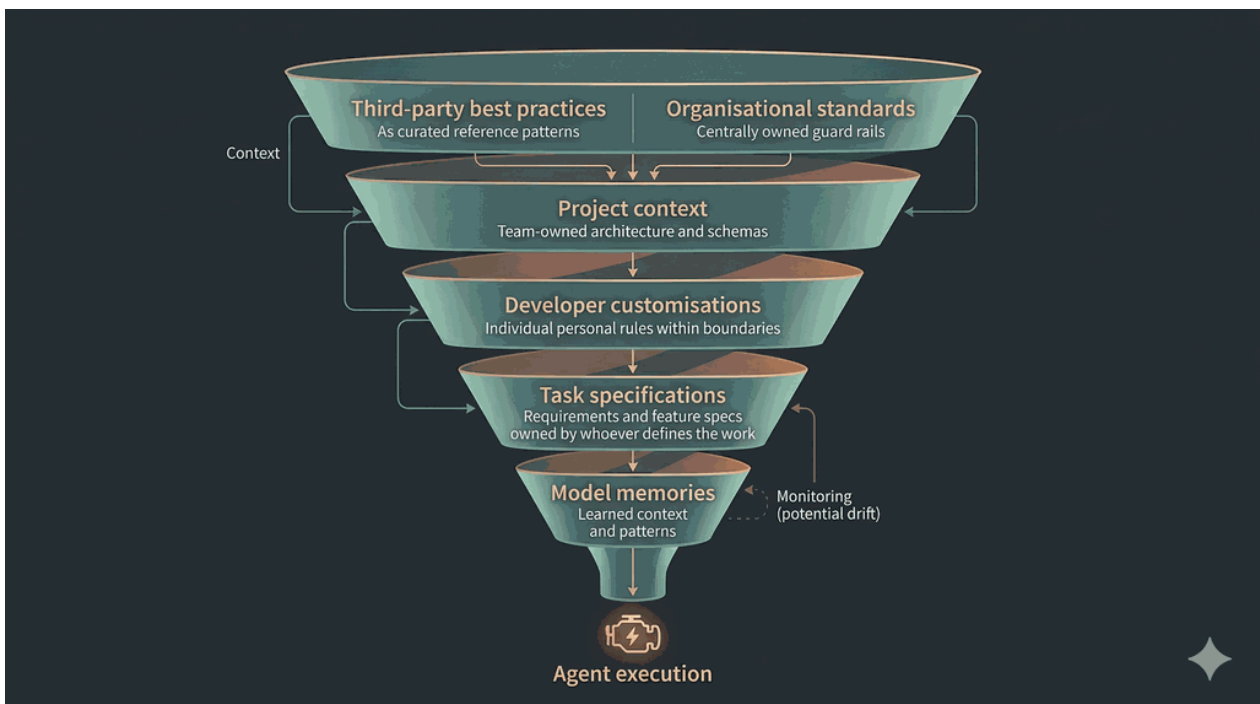 Third-party best practices
As curated reference patterns
Organisational standards
Centrally owned guard rails
Context
Project context
Team-owned architecture and schemas
Developer customisations
Individual personal rules within boundaries
Task specifications
Requirements and feature specs
owned by whoever defines the work
Model memories
Learned context
and patterns
Monitoring
(potential drift)
Agent execution